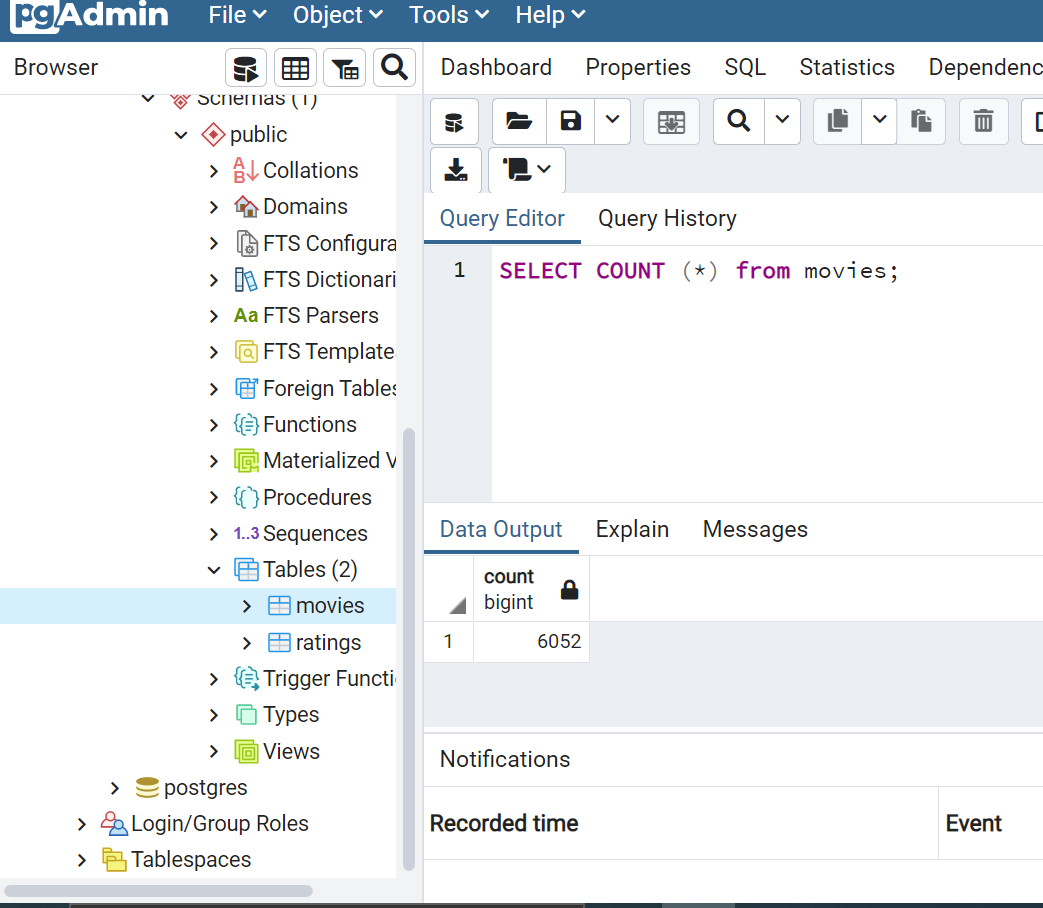 pgAdmin File Object Tools Help
Browser
Dashboard Properties SQL Statistics Dependenc
Schemas (1)
public
Collations
Domains
FTS Configura
FTS Dictionari
Aa FTS Parsers
FTS Template
Foreign Tables
Functions
Materialized V
Procedures
1..3 Sequences
Tables (2)
movies
ratings
Trigger Functi
Types
Views
postgres
Login/Group Roles
Tablespaces
Query Editor Query History
1 SELECT COUNT (*) from movies;
Data Output Explain Messages
count
bigint
1 6052
Notifications
Recorded time Event